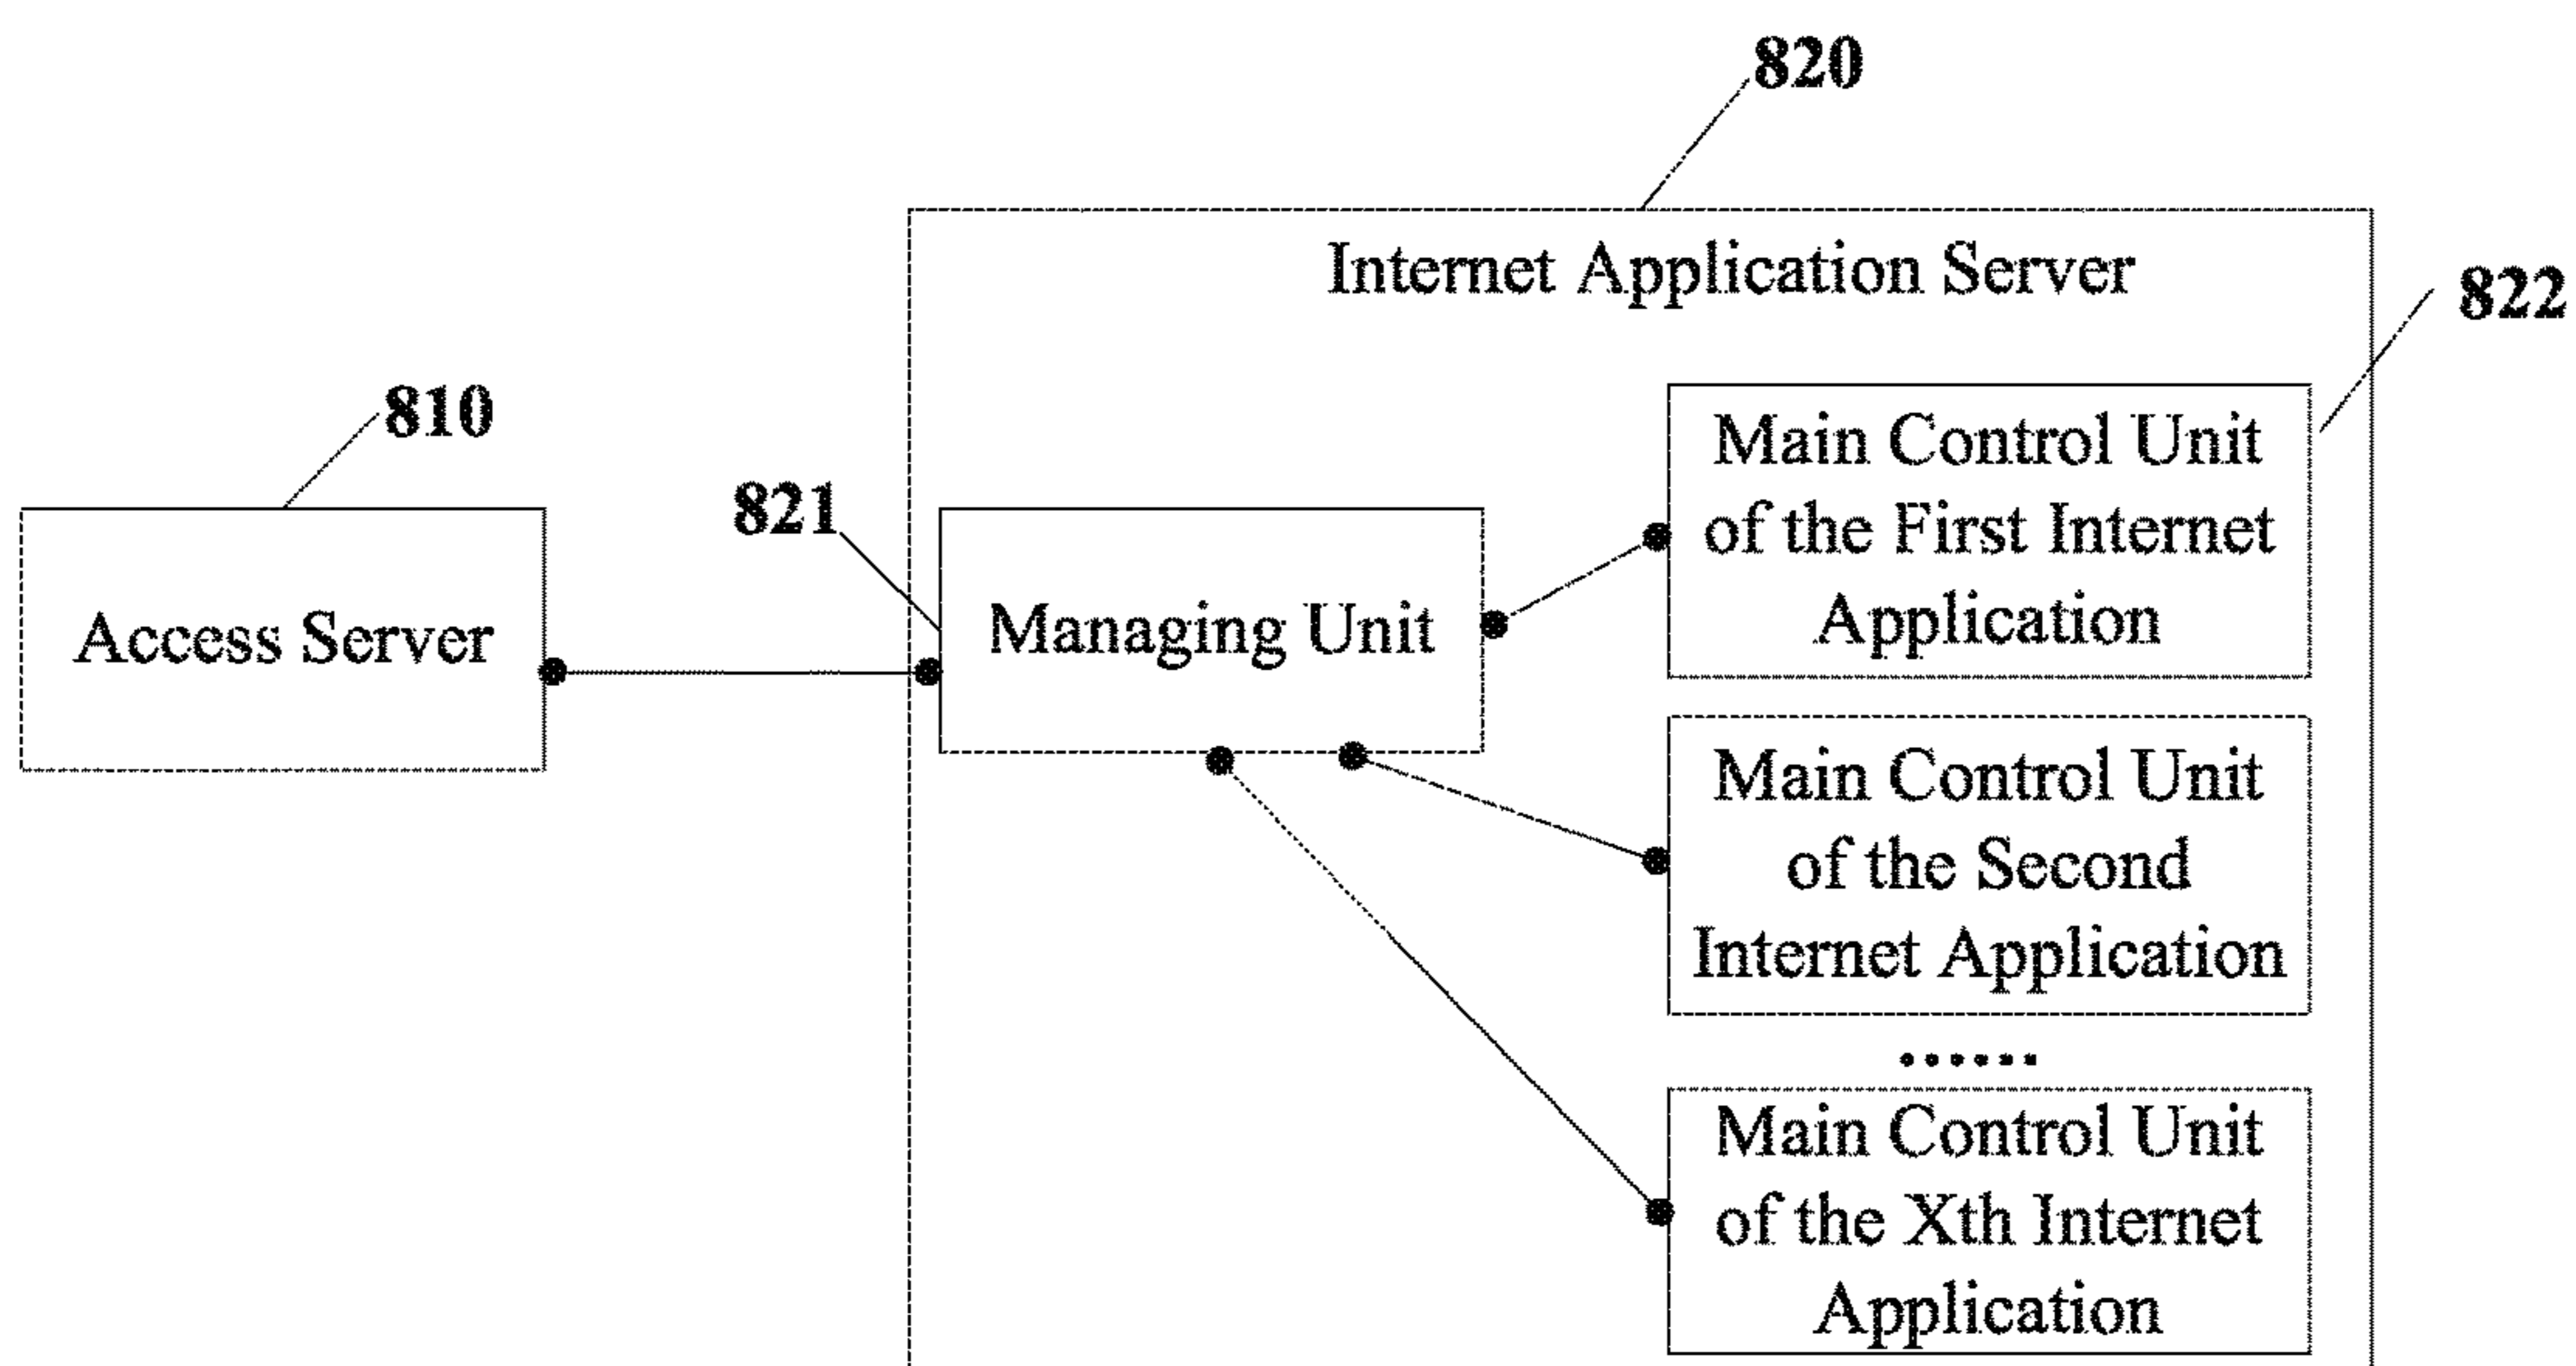 820
Internet Application Server
822
810
821
Access Server
Managing Unit
Main Control Unit
of the First Internet
Application
Main Control Unit
of the Second
Internet Application
......
Main Control Unit
of the Xth Internet
Application